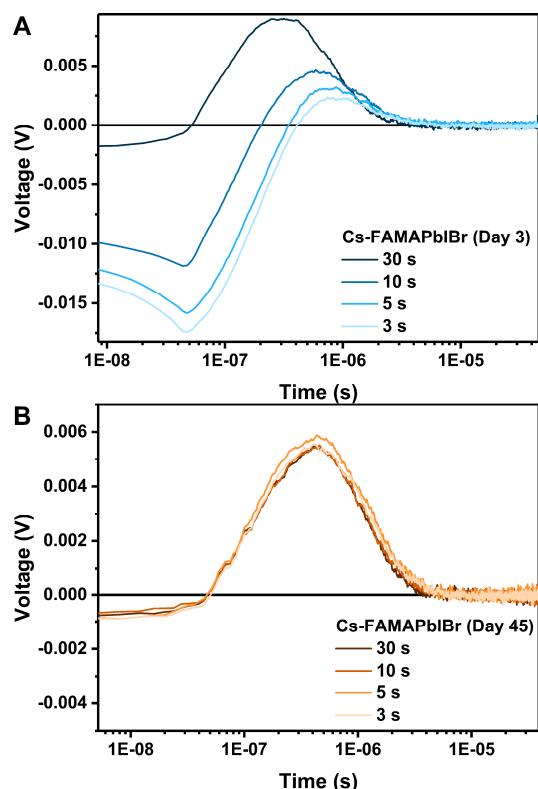 A
0.005
0.000
-0.005
-0.010
-0.015
Voltage (V)
Cs-FAMAPbIBr (Day 3)
30 s
10 s
5 s
3 s
1E-08 1E-07 1E-06 1E-05
Time (s)
B
0.006
0.004
0.002
0.000
-0.002
-0.004
Voltage (V)
Cs-FAMAPbIBr (Day 45)
30 s
10 s
5 s
3 s
1E-08 1E-07 1E-06 1E-05
Time (s)